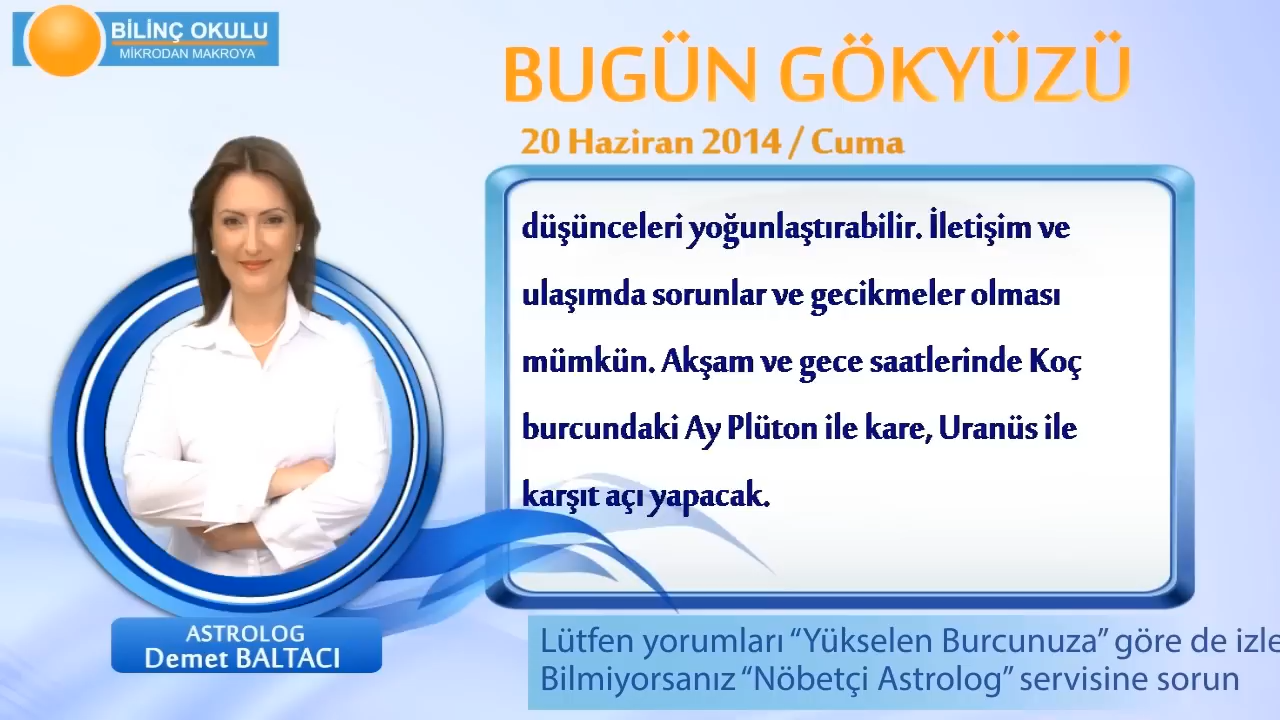 BİLİNÇ OKULU
MİKRODAN MAKROYA
BUGÜN GÖKYÜZÜ
20 Haziran 2014 / Cuma
düşünceleri yoğunlaştırabilir. İletişim ve
ulaşımda sorunlar ve gecikmeler olması
mümkün. Akşam ve gece saatlerinde Koç
burcundaki Ay Plüton ile kare, Uranüs ile
karşıt açı yapacak.
ASTROLOG
Demet BALTACI
Lütfen yorumları “Yükselen Burcunuza” göre de izle
Bilmiyorsanız “Nöbetçi Astrolog” servisine sorun